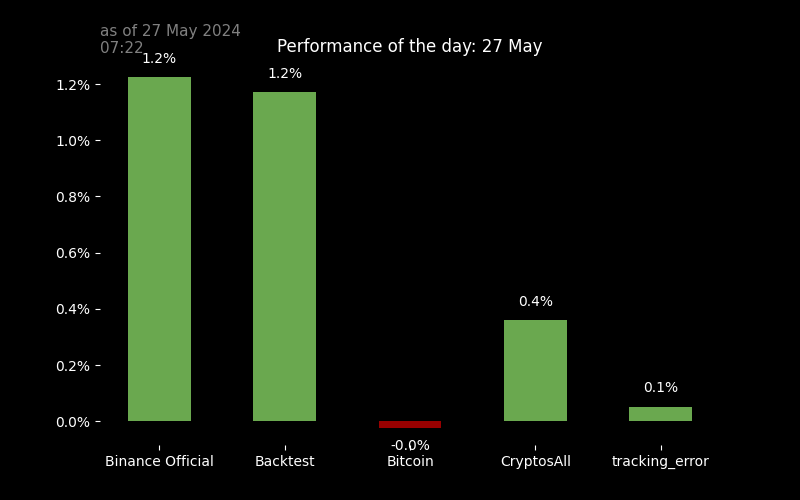 as of 27 May 2024
07:22
Performance of the day: 27 May
1.2%
1.2%
1.2%
1.0%
0.8%
0.6%
0.4%
0.4%
0.2%
0.1%
0.0%
-0.0%
Binance Official
Backtest
Bitcoin
CryptosAll
tracking_error